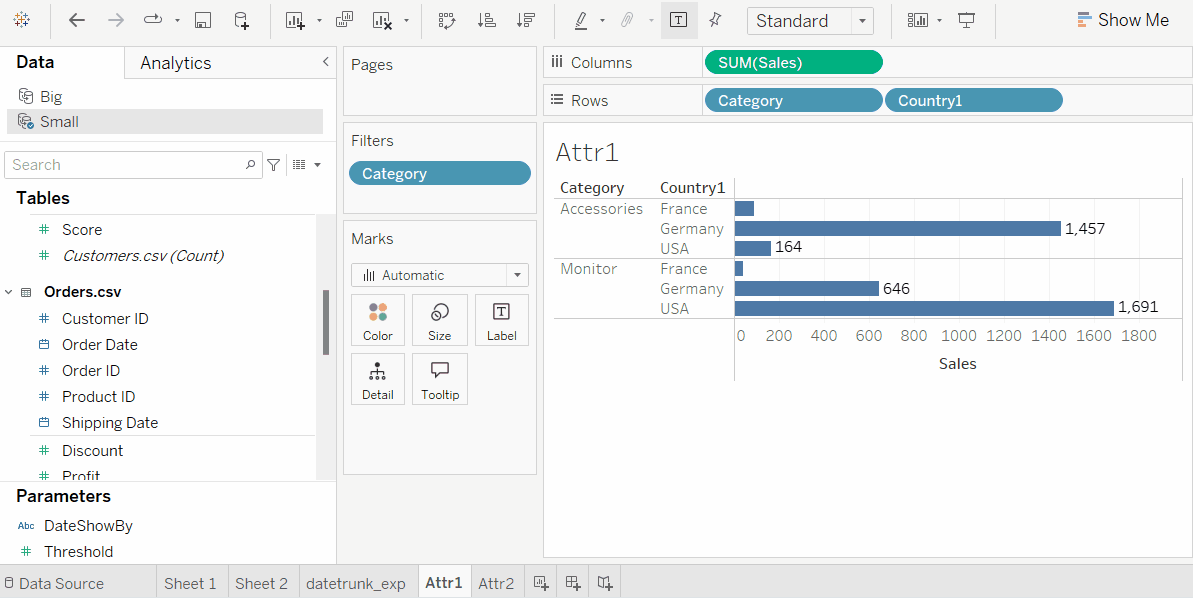 Standard
Show Me
Data
Analytics
Big
Small
Search
Tables
# Score
# Customers.csv (Count)
Orders.csv
# Customer ID
Order Date
# Order ID
# Product ID
Shipping Date
# Discount
# Profit
Parameters
Abc DateShowBy
# Threshold
Pages
Filters
Category
Marks
Automatic
Color
Size
T
Label
Detail
Tooltip
Columns
SUM(Sales)
Rows
Category
Country1
Attr1
Category Country1
Accessories France
Germany 1,457
USA 164
Monitor France
Germany 646
USA 1,691
0 200 400 600 800 1000 1200 1400 1600 1800
Sales
Data Source
Sheet 1
Sheet 2
datetrunk_exp
Attr1
Attr2